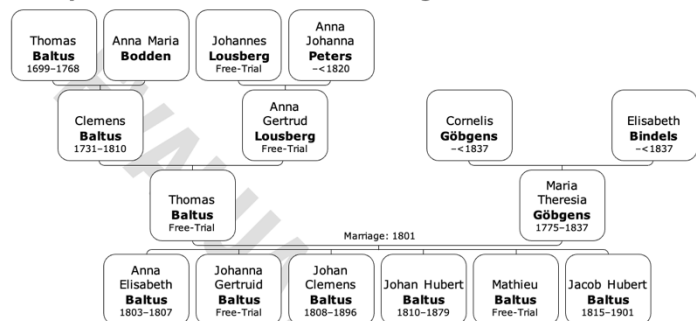 Thomas
Baltus
1699–1768
Anna Maria
Bodden
Johannes
Lousberg
Free-Trial
Anna
Johanna
Peters
–<1820
Clemens
Baltus
1731–1810
Anna
Gertrud
Lousberg
Free-Trial
Cornelis
Göbgens
–<1837
Elisabeth
Bindels
–<1837
Thomas
Baltus
Free-Trial
Maria
Theresia
Göbgens
1775–1837
Marriage: 1801
Anna
Elisabeth
Baltus
1803–1807
Johanna
Gertruid
Baltus
Free-Trial
Johan
Clemens
Baltus
1808–1896
Johan Hubert
Baltus
1810–1879
Mathieu
Baltus
Free-Trial
Jacob Hubert
Baltus
1815–1901